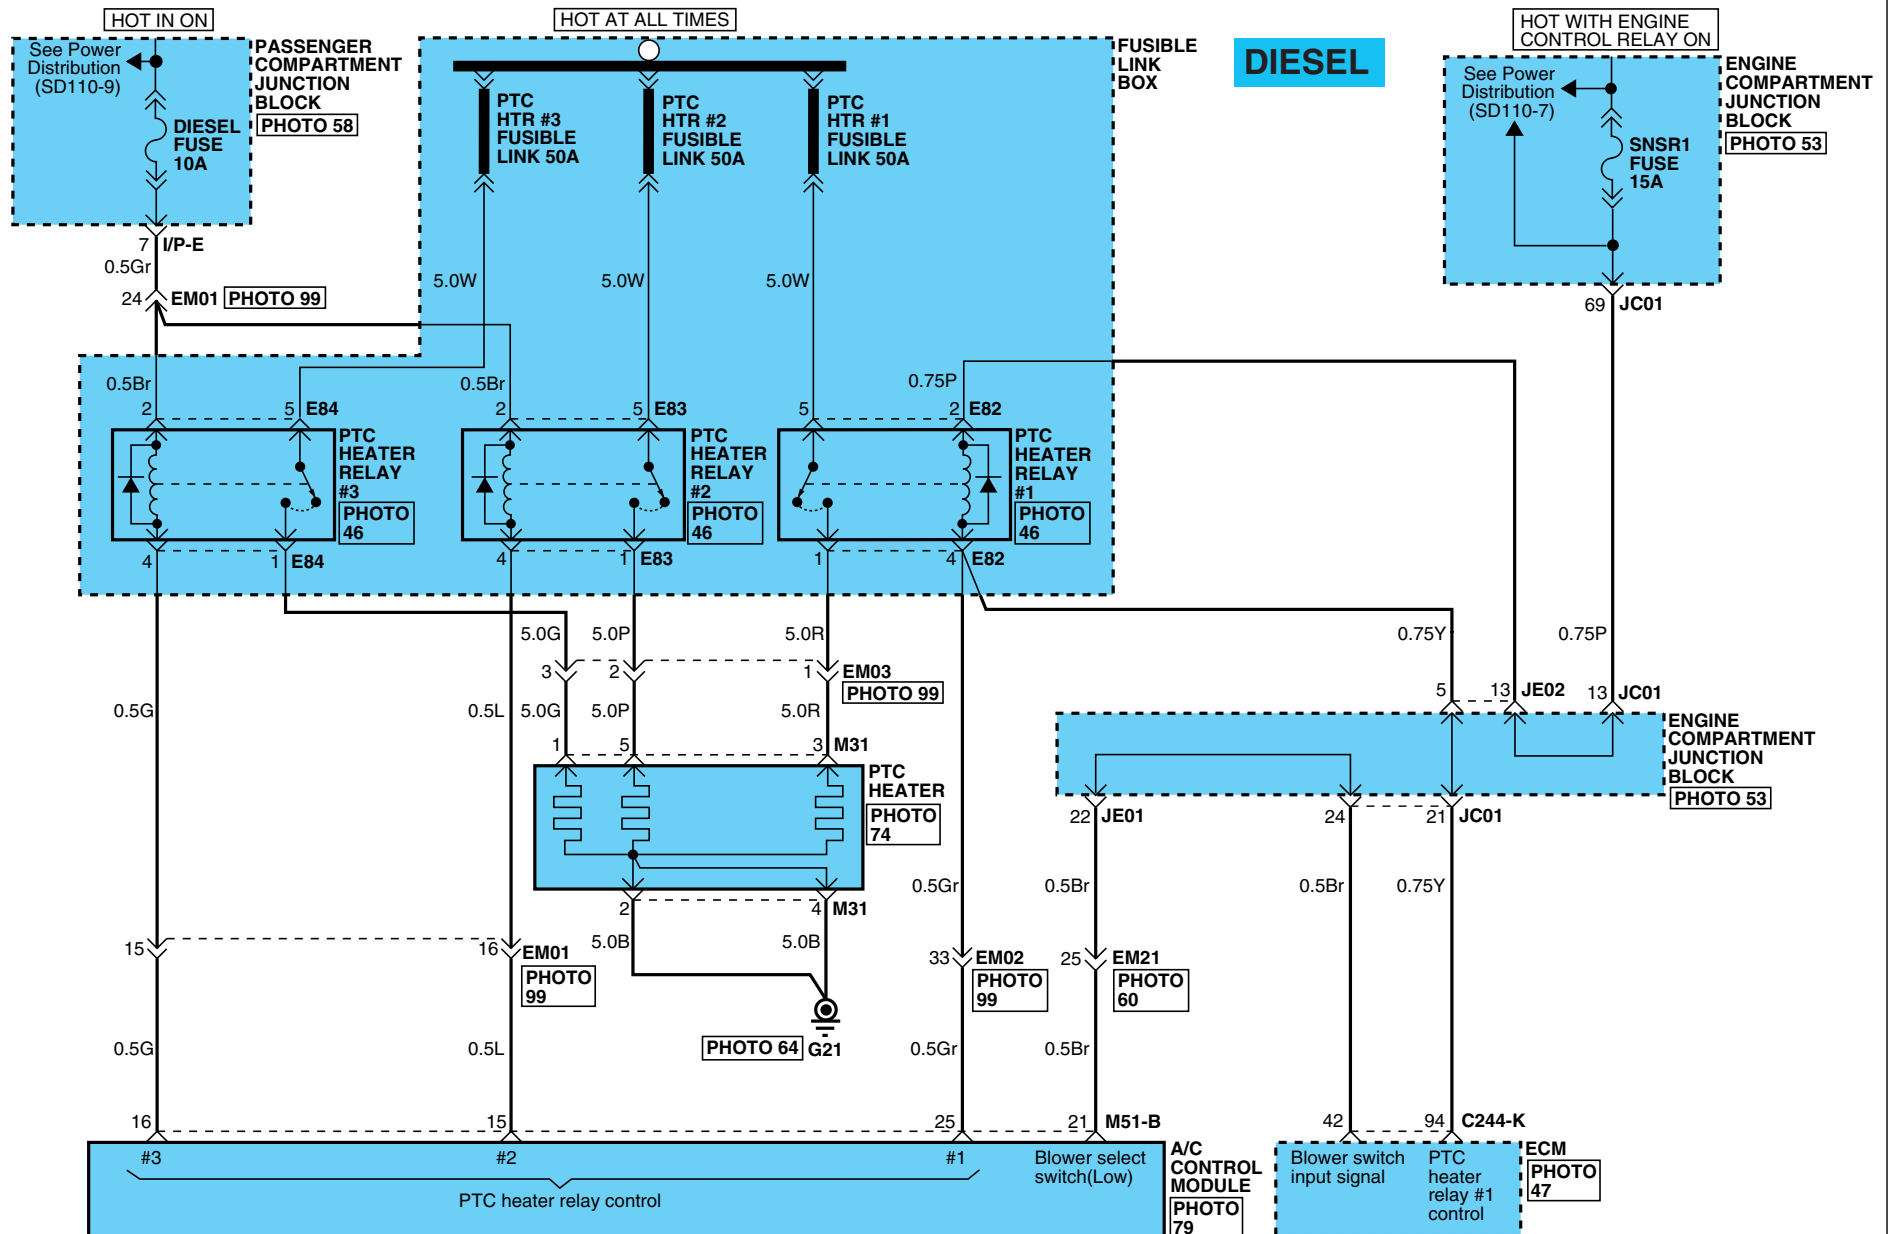 HOT IN ON
HOT AT ALL TIMES
HOT WITH ENGINE
CONTROL RELAY ON
DIESEL
See Power
Distribution
(SD110-9)
DIESEL
FUSE
10A
PASSENGER
COMPARTMENT
JUNCTION
BLOCK
PHOTO 58
PTC
HTR #3
FUSIBLE
LINK 50A
PTC
HTR #2
FUSIBLE
LINK 50A
PTC
HTR #1
FUSIBLE
LINK 50A
FUSIBLE
LINK
BOX
See Power
Distribution
(SD110-7)
SNSR1
FUSE
15A
ENGINE
COMPARTMENT
JUNCTION
BLOCK
PHOTO 53
7 I/P-E
0.5Gr
24 EM01 PHOTO 99
5.0W
5.0W
5.0W
69 JC01
0.5Br
0.5Br
0.75P
2 5 E84
2 5 E83
5 2 E82
PTC
HEATER
RELAY
#3
PHOTO
46
PTC
HEATER
RELAY
#2
PHOTO
46
PTC
HEATER
RELAY
#1
PHOTO
46
4 1 E84
4 1 E83
1 4 E82
5.0G 5.0P 5.0R
0.75Y 0.75P
3 2 1 EM03
PHOTO 99
5 13 JE02 13 JC01
0.5G 0.5L 5.0G 5.0P 5.0R
1 5 3 M31
PTC
HEATER
PHOTO
74
ENGINE
COMPARTMENT
JUNCTION
BLOCK
PHOTO 53
22 JE01 24 21 JC01
0.5Gr 0.5Br 0.5Br 0.75Y
2 4 M31
5.0B 5.0B
15 16 EM01
PHOTO
99
33 EM02
PHOTO
99
25 EM21
PHOTO
60
PHOTO 64 G21
0.5G 0.5L 0.5Gr 0.5Br
16 15 25 21 M51-B
42 94 C244-K
#3 #2 #1
PTC heater relay control
Blower select
switch(Low)
A/C
CONTROL
MODULE
PHOTO
79
Blower switch
input signal
PTC
heater
relay #1
control
ECM
PHOTO
47